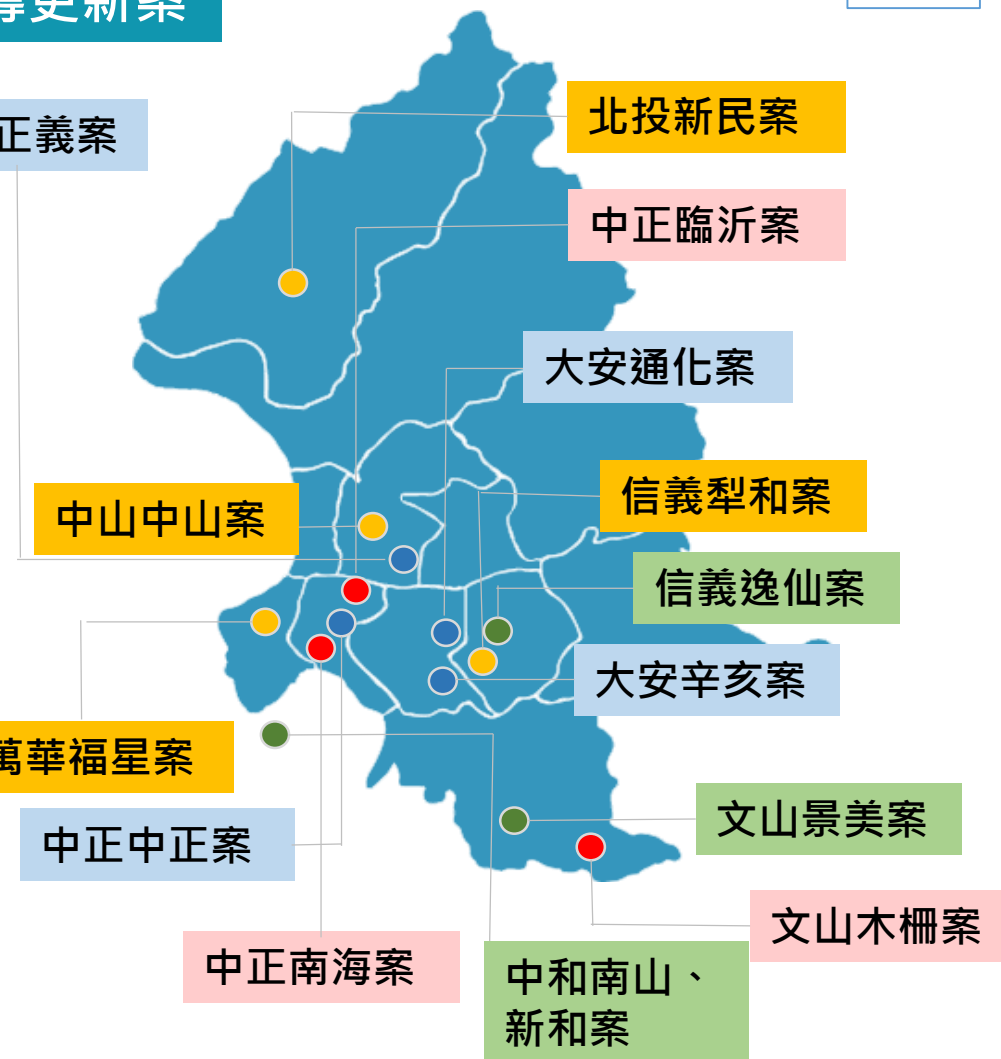 更新案
正義案
北投新民案
中正臨沂案
大安通化案
中山中山案
信義犁和案
信義逸仙案
大安辛亥案
萬華福星案
中正中正案
文山景美案
文山木柵案
中正南海案
中和南山、
新和案